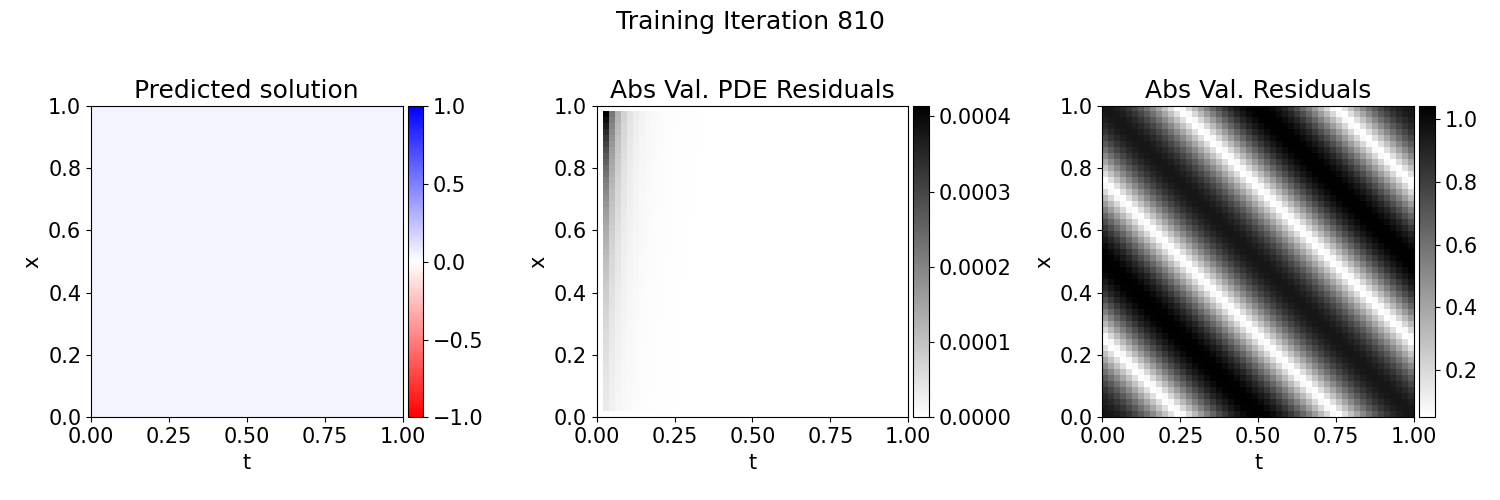 Training Iteration 810
Predicted solution
Abs Val. PDE Residuals
Abs Val. Residuals
1.0
0.8
0.6
0.4
0.2
0.0
x
0.00 0.25 0.50 0.75 1.00
t
1.0
0.5
0.0
−0.5
−1.0
1.0
0.8
0.6
0.4
0.2
0.0
x
0.00 0.25 0.50 0.75 1.00
t
0.0004
0.0003
0.0002
0.0001
0.0000
1.0
0.8
0.6
0.4
0.2
0.0
x
0.00 0.25 0.50 0.75 1.00
t
1.0
0.8
0.6
0.4
0.2